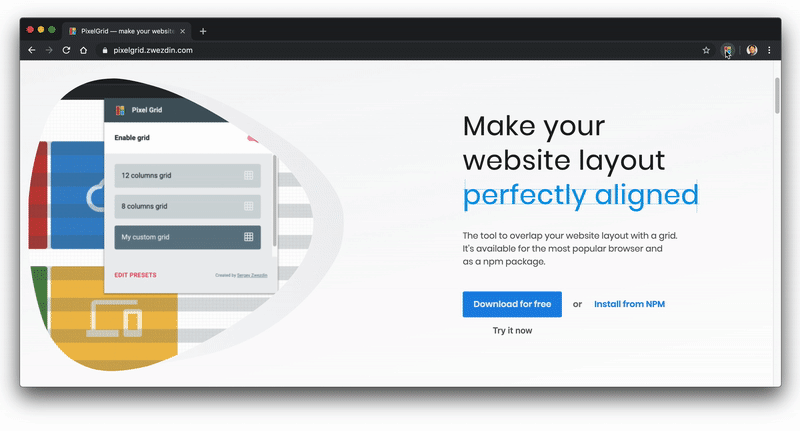 PixelGrid — make your website
pixelgrid.zwezdin.com
Pixel Grid
Enable grid
12 columns grid
8 columns grid
My custom grid
EDIT PRESETS
Created by Sergey Zwezdin
Make your
website layout
perfectly aligned
The tool to overlap your website layout with a grid.
It's available for the most popular browser and
as a npm package.
Download for free or Install from NPM
Try it now